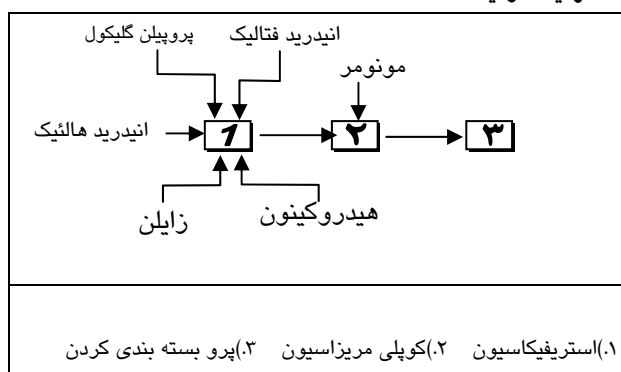 انیدرید فتالیک
پروپیلن گلیکول
مونومر
انیدرید هالئیک
1
۲
۳
هیدروکینون
زایلن
۱.)استریفیکاسیون ۲.)کوپلی مریزاسیون ۳.)پرو بسته بندی کردن